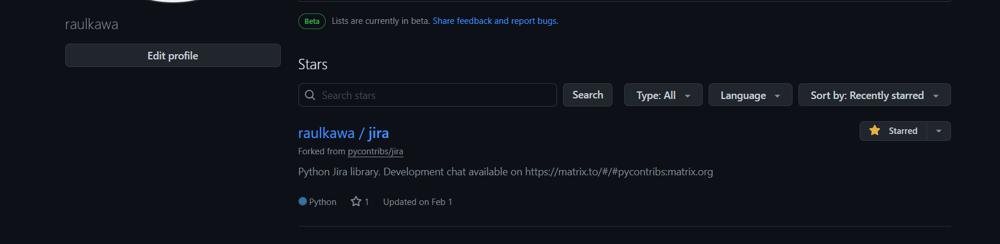 raulkawa
Edit profile
Beta Lists are currently in beta. Share feedback and report bugs.
Stars
Search stars Search Type: All Language Sort by: Recently starred
raulkawa / jira Starred
Forked from pycontribs/jira
Python Jira library. Development chat available on https://matrix.to/#/#pycontribs:matrix.org
Python 1 Updated on Feb 1